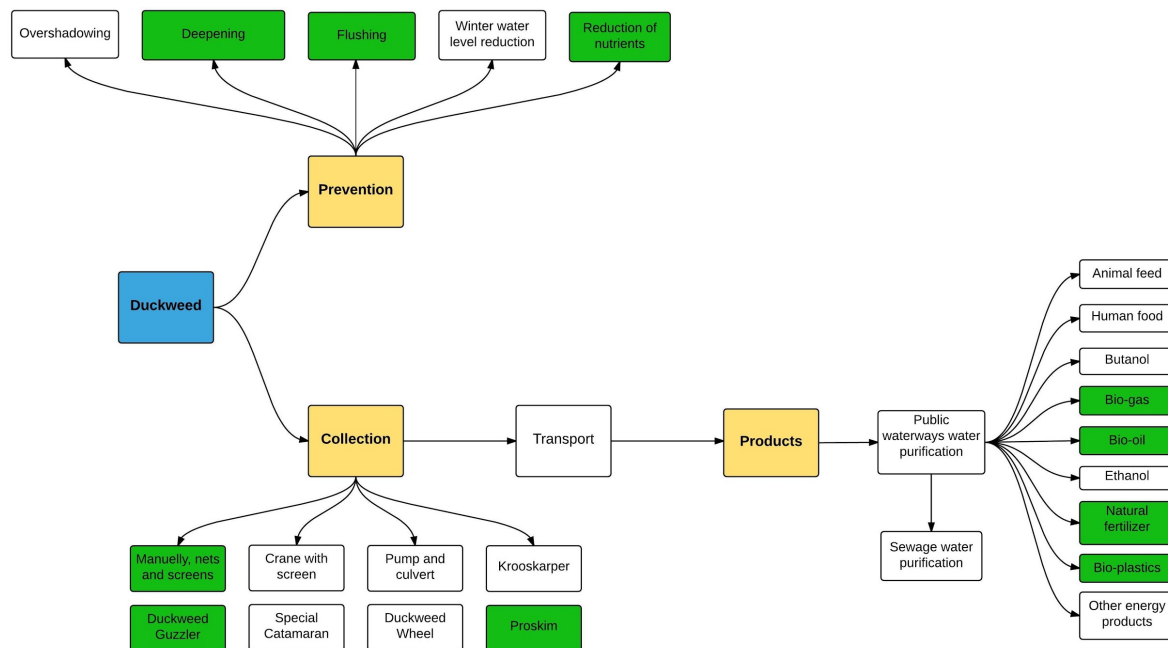 Overshadowing
Deepening
Flushing
Winter water
level reduction
Reduction of
nutrients
Prevention
Duckweed
Collection
Transport
Products
Public
waterways water
purification
Sewage water
purification
Animal feed
Human food
Butanol
Bio-gas
Bio-oil
Ethanol
Natural
fertilizer
Bio-plastics
Other energy
products
Manuelly, nets
and screens
Crane with
screen
Pump and
culvert
Krooskarper
Duckweed
Guzzler
Special
Catamaran
Duckweed
Wheel
Proskim